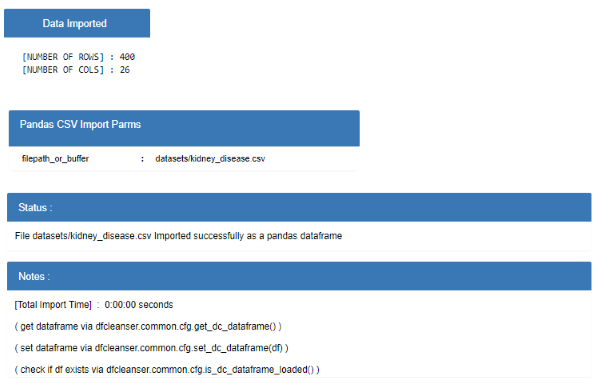 Data Imported
[NUMBER OF ROWS] : 400
[NUMBER OF COLS] : 26
Pandas CSV Import Parms
filepath_or_buffer : datasets/kidney_disease.csv
Status :
File datasets/kidney_disease.csv Imported successfully as a pandas dataframe
Notes :
[Total Import Time] : 0:00:00 seconds
( get dataframe via dfcleanser.common.cfg.get_dc_dataframe() )
( set dataframe via dfcleanser.common.cfg.set_dc_dataframe(df) )
( check if df exists via dfcleanser.common.cfg.is_dc_dataframe_loaded() )